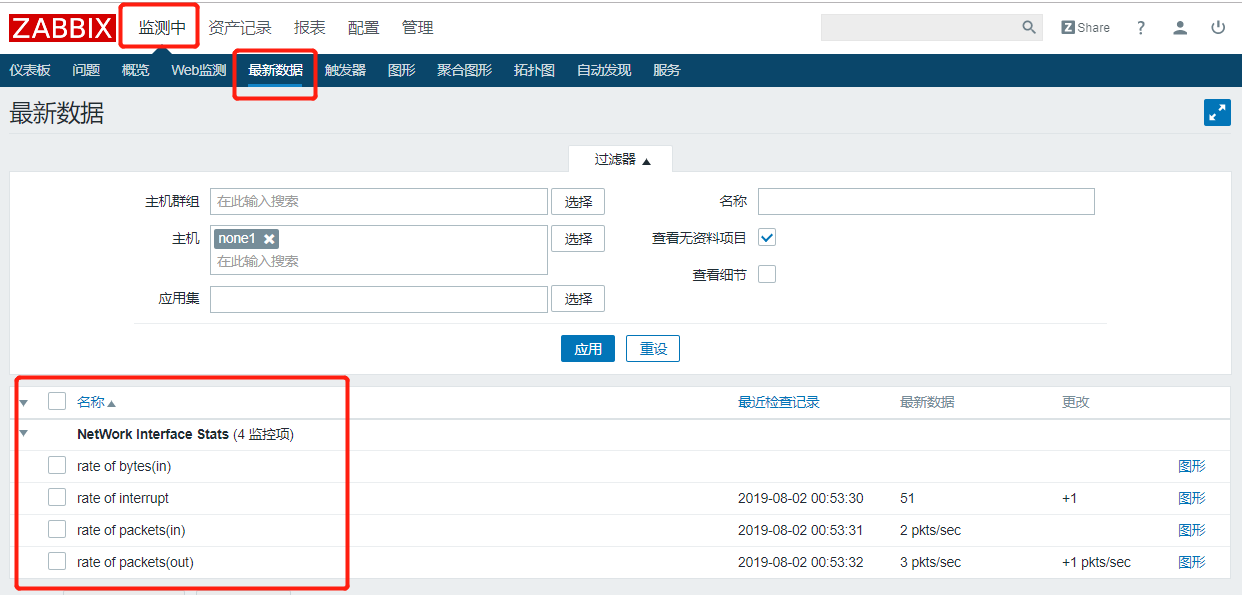 ZABBIX 监测中 资产记录 报表 配置 管理 Z Share ?
仪表板 问题 概览 Web监测 最新数据 触发器 图形 聚合图形 拓扑图 自动发现 服务
最新数据
过滤器 ▲
主机群组 在此输入搜索 选择 名称
主机 none1 ✖ 选择 查看无资料项目
在此输入搜索
查看细节
应用集 选择
应用 重设
名称 ▲ 最近检查记录 最新数据 更改
NetWork Interface Stats (4 监控项)
rate of bytes(in) 图形
rate of interrupt 2019-08-02 00:53:30 51 +1 图形
rate of packets(in) 2019-08-02 00:53:31 2 pkts/sec 图形
rate of packets(out) 2019-08-02 00:53:32 3 pkts/sec +1 pkts/sec 图形